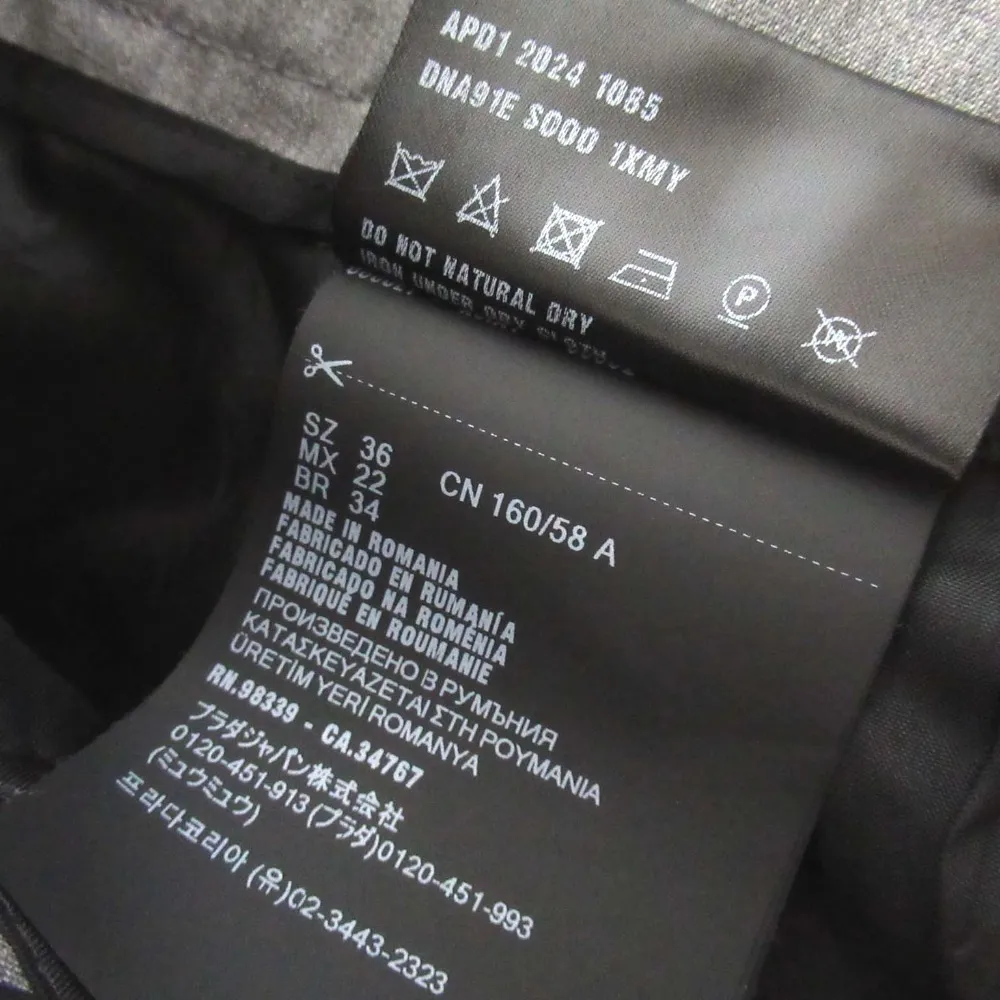 APD1 2024 1085
DNA91E SOOO 1XMY
P
DO NOT NATURAL DRY
IRON UNDER DRY
SZ 36
MX 22
BR 34
CN 160/58 A
MADE IN ROMANIA
FABRICADO EN RUMANÍA
FABRICADO NA ROMÉNIA
FABRIQUÉ EN ROUMANIE
ПРОИЗВЕДЕНО В РУМЪНИЯ
ΚΑΤΑΣΚΕΥΑΖΕΤΑΙ ΣΤΗ ΡΟΥΜΑΝΙΑ
ÜRETİM YERİ ROMANYA
RN.98339 - CA.34767
プラダジャパン株式会社
0120-451-913 (プラダ)0120-451-993
(ミュウミュウ)
프라다코리아 (유)02-3443-2323